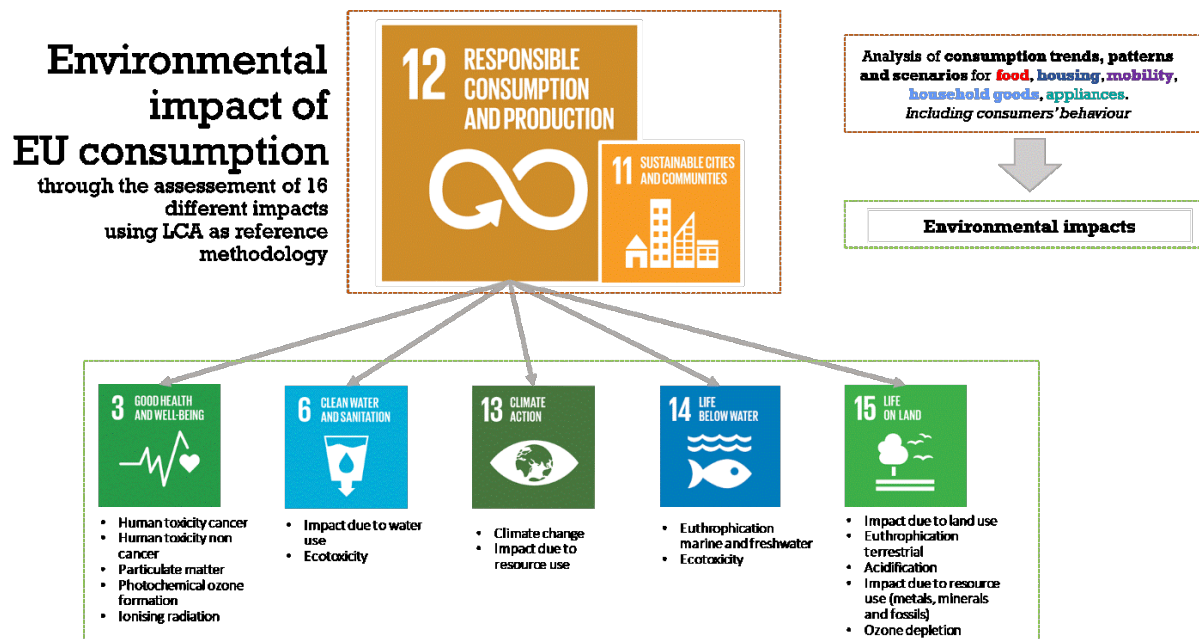 Environmental
impact of
EU consumption
through the assessement of 16
different impacts
using LCA as reference
methodology
12 RESPONSIBLE
CONSUMPTION
AND PRODUCTION
11 SUSTAINABLE CITIES
AND COMMUNITIES
Analysis of consumption trends, patterns
and scenarios for food, housing, mobility,
household goods, appliances.
Including consumers' behaviour
Environmental impacts
3 GOOD HEALTH
AND WELL-BEING
• Human toxicity cancer
• Human toxicity non
cancer
• Particulate matter
• Photochemical ozone
formation
• Ionising radiation
6 CLEAN WATER
AND SANITATION
• Impact due to water
use
• Ecotoxicity
13 CLIMATE
ACTION
• Climate change
• Impact due to
resource use
14 LIFE
BELOW WATER
• Euthrophication
marine and freshwater
• Ecotoxicity
15 LIFE
ON LAND
• Impact due to land use
• Euthrophication
terrestrial
• Acidification
• Impact due to resource
use (metals, minerals
and fossils)
• Ozone depletion